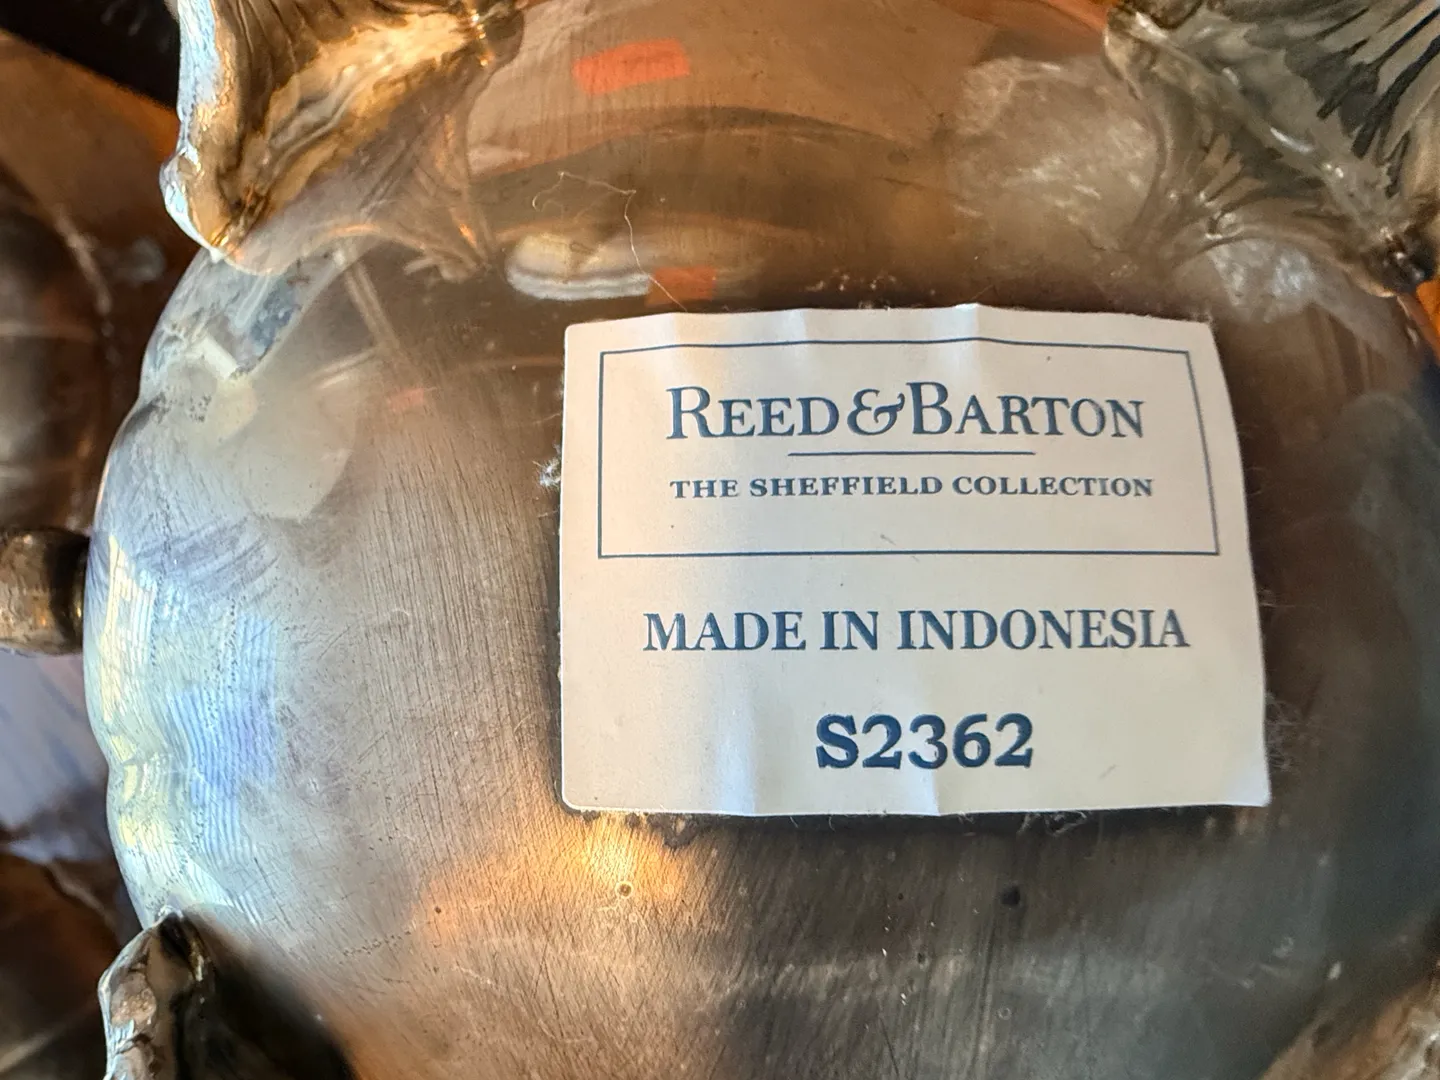 REED & BARTON
THE SHEFFIELD COLLECTION
MADE IN INDONESIA
S2362